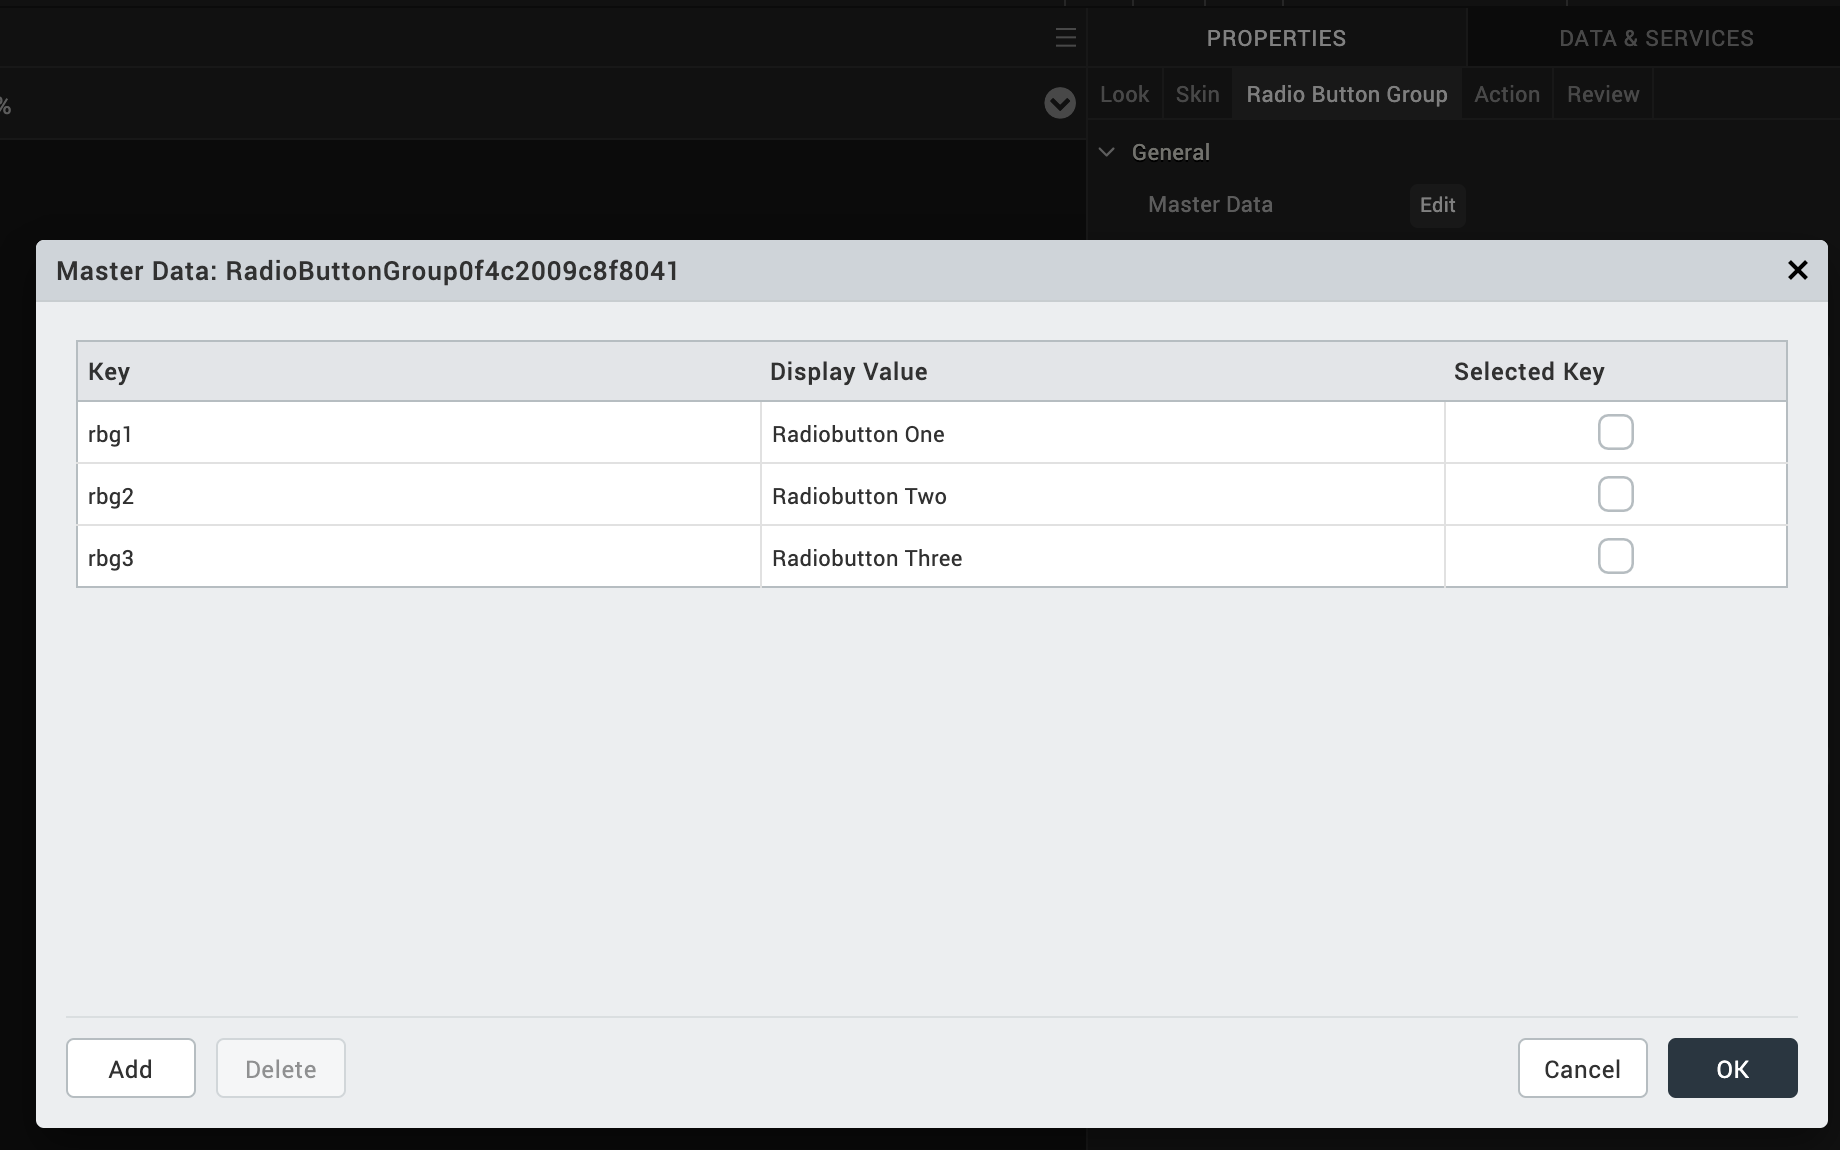 PROPERTIES DATA & SERVICES
%
Look Skin Radio Button Group Action Review
General
Master Data Edit
Master Data: RadioButtonGroup0f4c2009c8f8041
Key Display Value Selected Key
rbg1 Radiobutton One
rbg2 Radiobutton Two
rbg3 Radiobutton Three
Add Delete Cancel OK